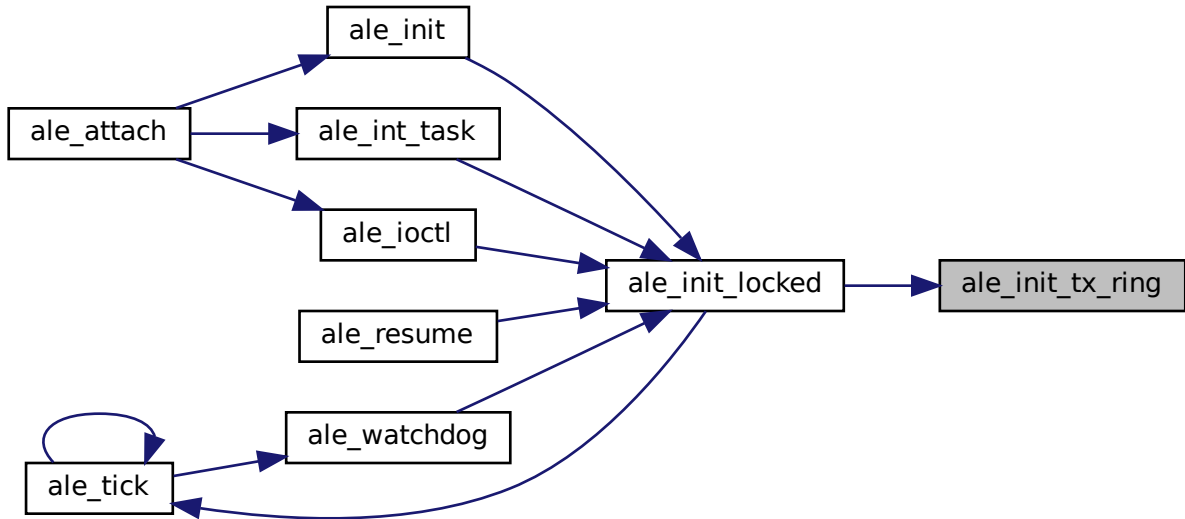 ale_init
ale_attach
ale_int_task
ale_ioctl
ale_init_locked
ale_init_tx_ring
ale_resume
ale_watchdog
ale_tick